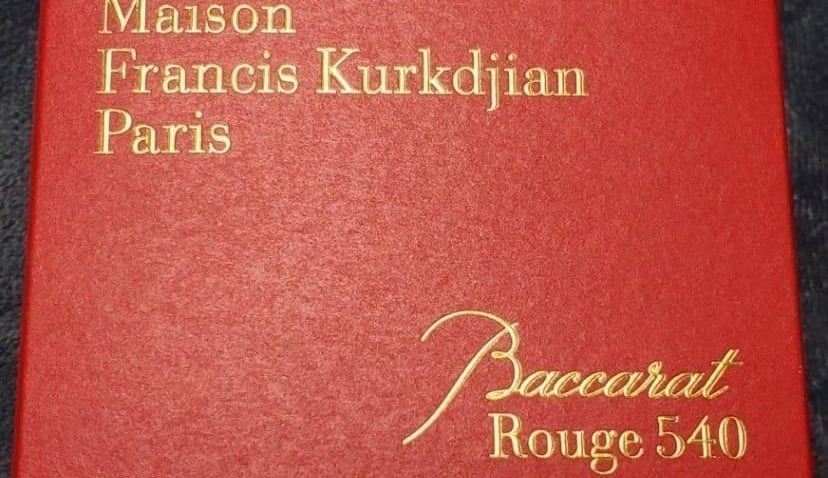 Maison
Francis Kurkdjian
Paris
Baccarat
Rouge 540